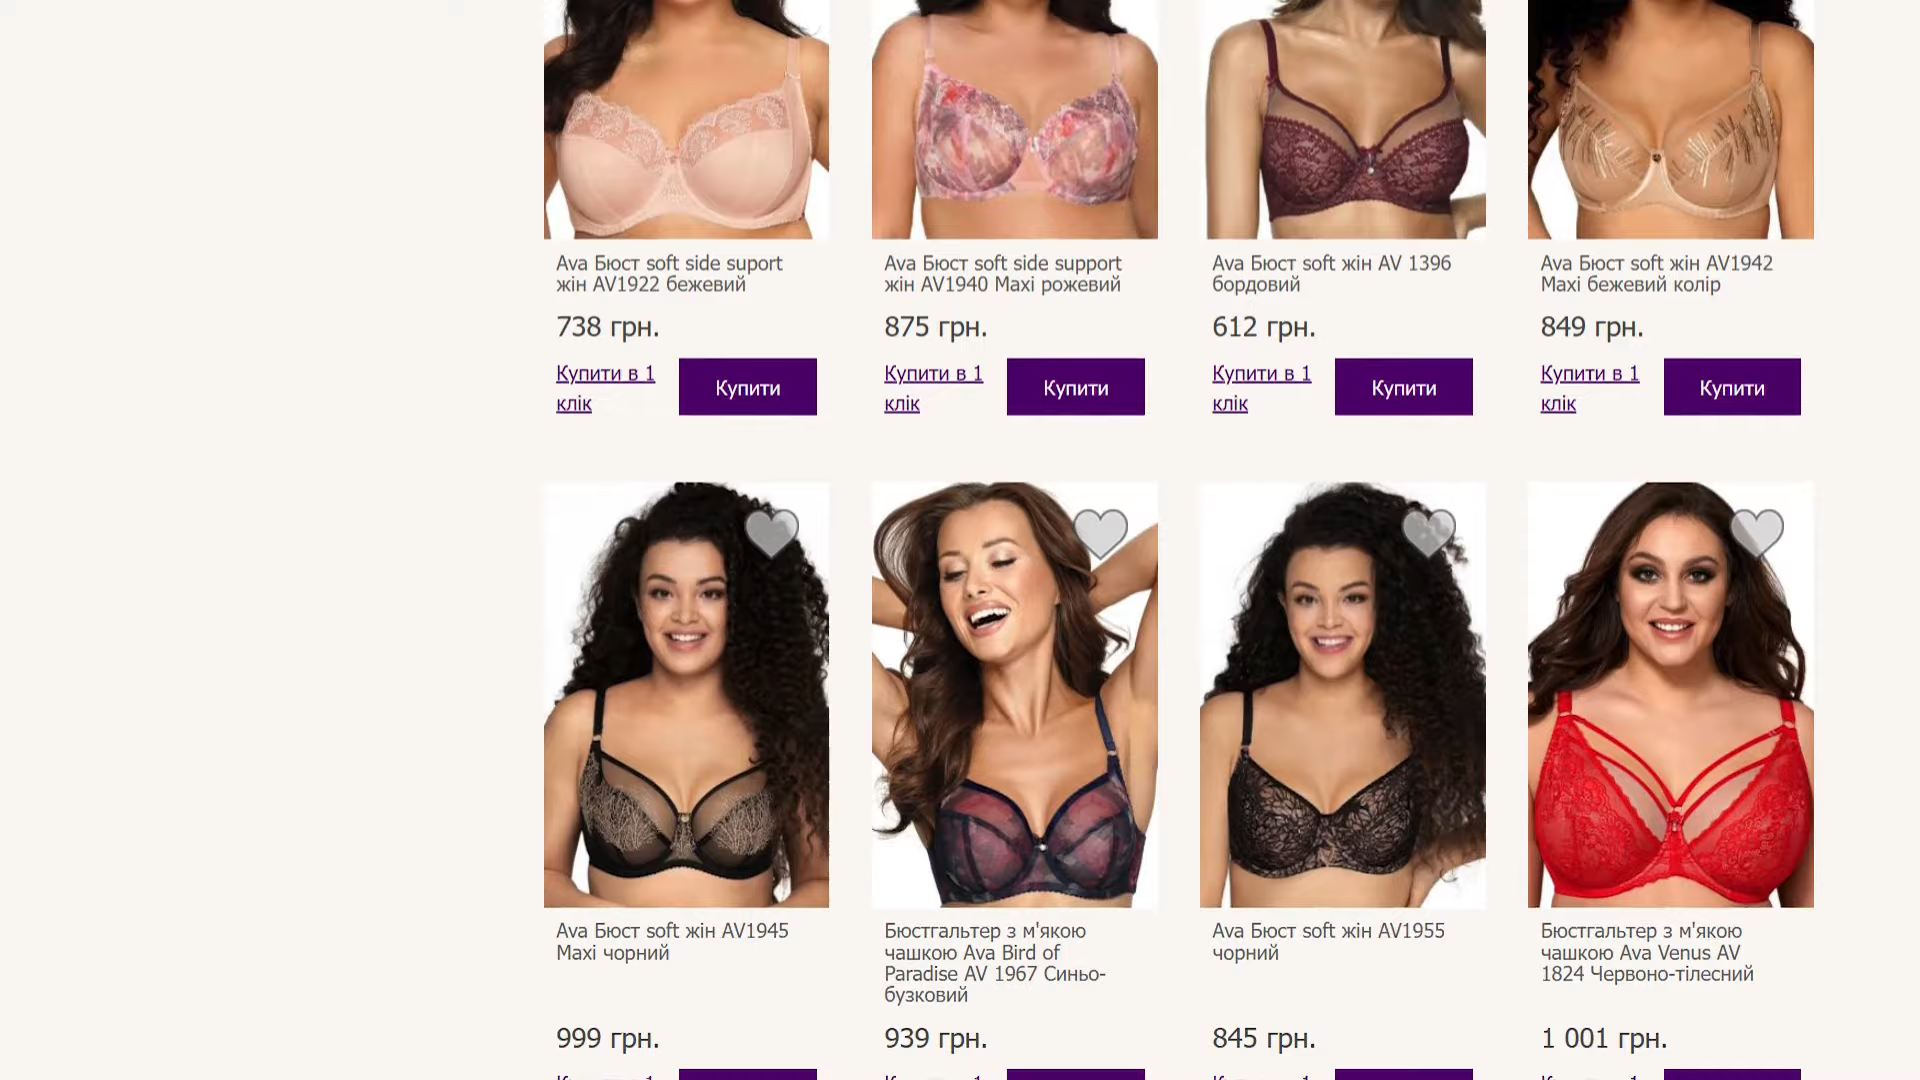 Ava Бюст soft side suport
жін AV1922 бежевий
738 грн.
Купити в 1
клік
Купити
Ava Бюст soft side support
жін AV1940 Maxi рожевий
875 грн.
Купити в 1
клік
Купити
Ava Бюст soft жін AV 1396
бордовий
612 грн.
Купити в 1
клік
Купити
Ava Бюст soft жін AV1942
Maxi бежевий колір
849 грн.
Купити в 1
клік
Купити
Ava Бюст soft жін AV1945
Maxi чорний
999 грн.
Бюстгальтер з м'якою
чашкою Ava Bird of
Paradise AV 1967 Синьо-
бузковий
939 грн.
Ava Бюст soft жін AV1955
чорний
845 грн.
Бюстгальтер з м'якою
чашкою Ava Venus AV
1824 Червоно-тілесний
1 001 грн.